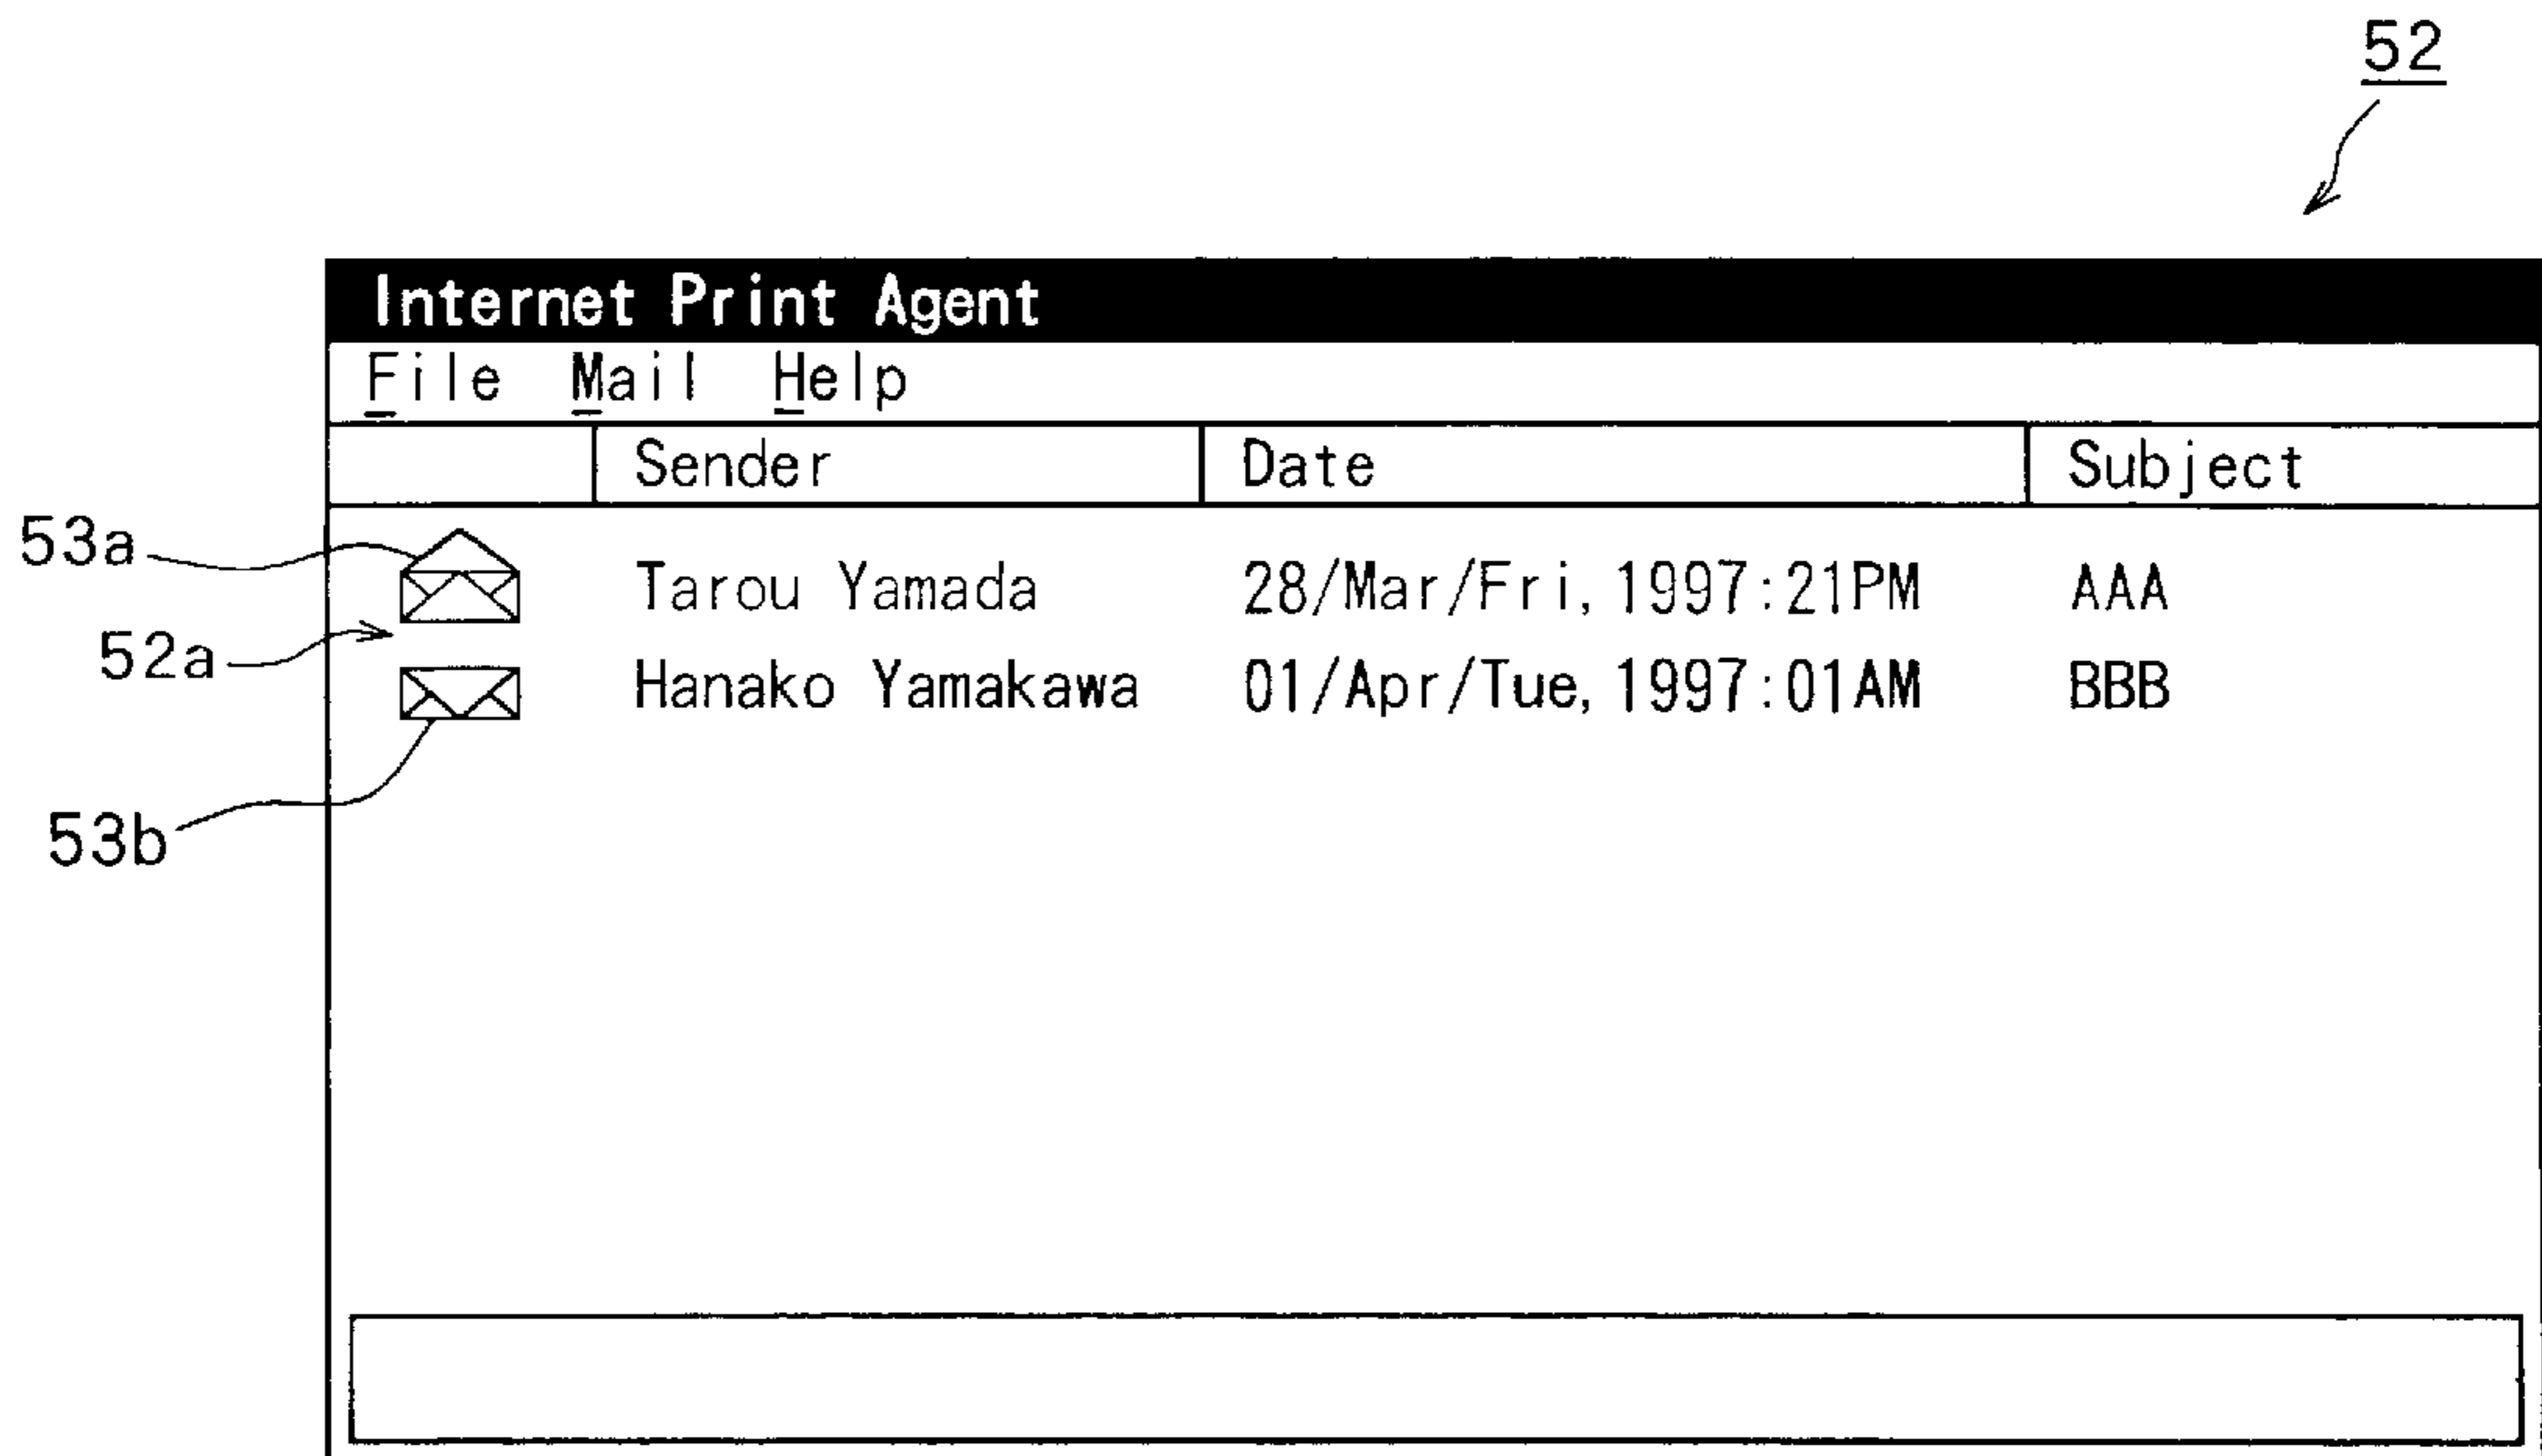 52
Internet Print Agent
File Mail Help
Sender Date Subject
53a
Tarou Yamada 28/Mar/Fri,1997:21PM AAA
52a
Hanako Yamakawa 01/Apr/Tue,1997:01AM BBB
53b